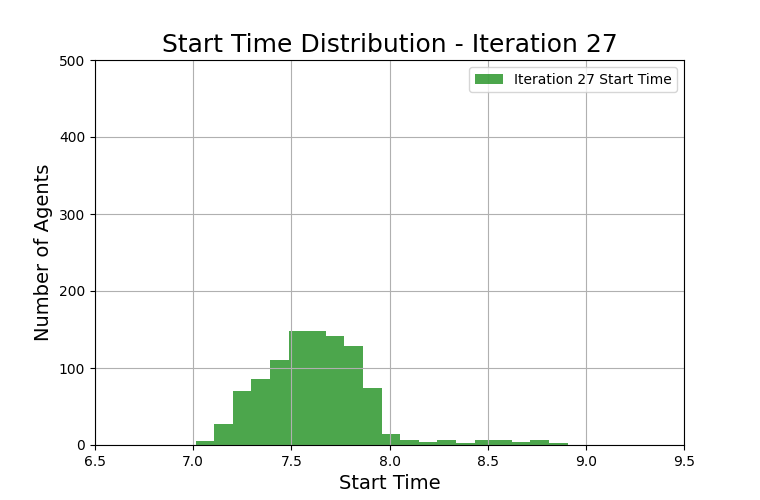 Start Time Distribution - Iteration 27
Iteration 27 Start Time
Number of Agents
500
400
300
200
100
0
6.5 7.0 7.5 8.0 8.5 9.0 9.5
Start Time